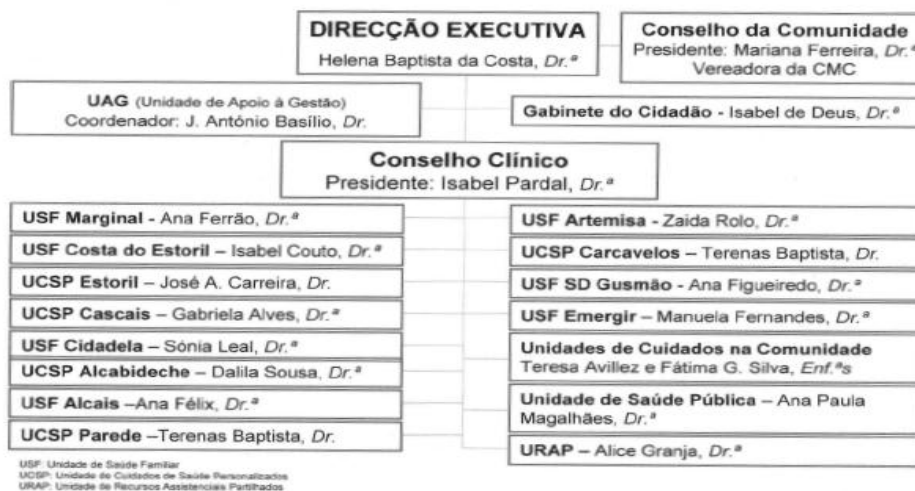 DIRECÇÃO EXECUTIVA
Helena Baptista da Costa, Dr.ª
Conselho da Comunidade
Presidente: Mariana Ferreira, Dr.ª
Vereadora da CMC
UAG (Unidade de Apoio à Gestão)
Coordenador: J. António Basílio, Dr.
Gabinete do Cidadão - Isabel de Deus, Dr.ª
Conselho Clínico
Presidente: Isabel Pardal, Dr.ª
USF Marginal - Ana Ferrão, Dr.ª
USF Costa do Estoril – Isabel Couto, Dr.ª
UCSP Estoril – José A. Carreira, Dr.
UCSP Cascais – Gabriela Alves, Dr.ª
USF Cidadela – Sónia Leal, Dr.ª
UCSP Alcabideche – Dalila Sousa, Dr.ª
USF Alcais –Ana Félix, Dr.ª
UCSP Parede –Terenas Baptista, Dr.
USF Artemisa - Zaida Rolo, Dr.ª
UCSP Carcavelos – Terenas Baptista, Dr.
USF SD Gusmão - Ana Figueiredo, Dr.ª
USF Emergir – Manuela Fernandes, Dr.ª
Unidades de Cuidados na Comunidade
Teresa Avillez e Fátima G. Silva, Enf.ªs
Unidade de Saúde Pública – Ana Paula
Magalhães, Dr.ª
URAP – Alice Granja, Dr.ª
USF: Unidade de Saúde Familiar
UCSP: Unidade de Cuidados de Saúde Personalizados
URAP: Unidade de Recursos Assistenciais Partilhados